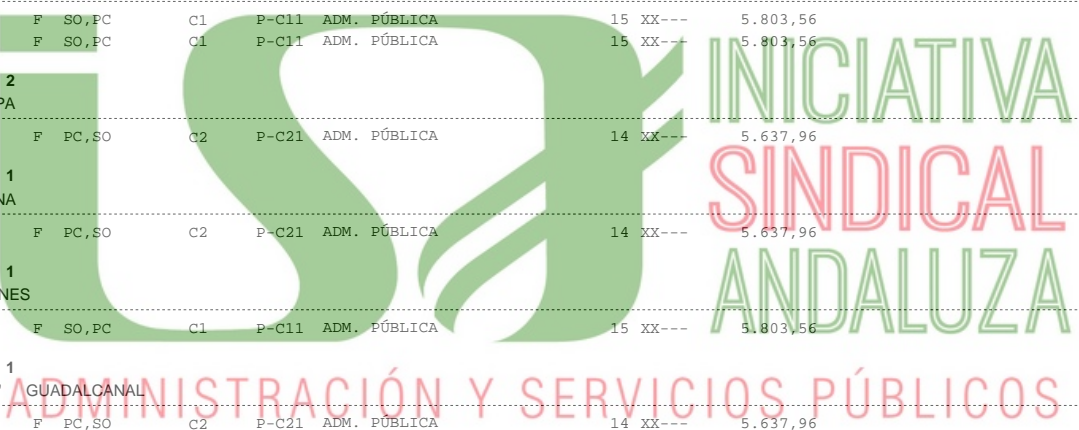 F SO,PC C1 P-C11 ADM. PÚBLICA 15 XX--- 5.803,56
F SO,PC C1 P-C11 ADM. PÚBLICA 15 XX--- 5.803,56
INICIATIVA
2
PA
F PC,SO C2 P-C21 ADM. PÚBLICA 14 XX--- 5.637,96
SINDICAL
1
NA
F PC,SO C2 P-C21 ADM. PÚBLICA 14 XX--- 5.637,96
ANDALUZA
1
NES
F SO,PC C1 P-C11 ADM. PÚBLICA 15 XX--- 5.803,56
1
GUADALCANAL
ADMINISTRACIÓN Y SERVICIOS PÚBLICOS
F PC,SO C2 P-C21 ADM. PÚBLICA 14 XX--- 5.637,96